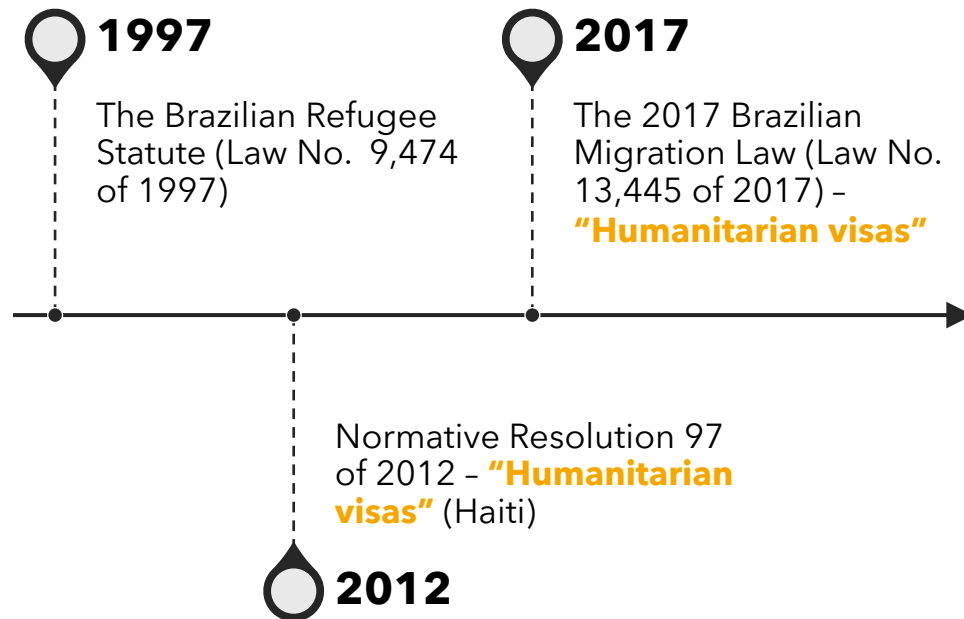 1997
The Brazilian Refugee
Statute (Law No.  9,474
of 1997)
2017
The 2017 Brazilian
Migration Law (Law No.
13,445 of 2017) –
“Humanitarian visas”
Normative Resolution 97
of 2012 – “Humanitarian
visas” (Haiti)
2012